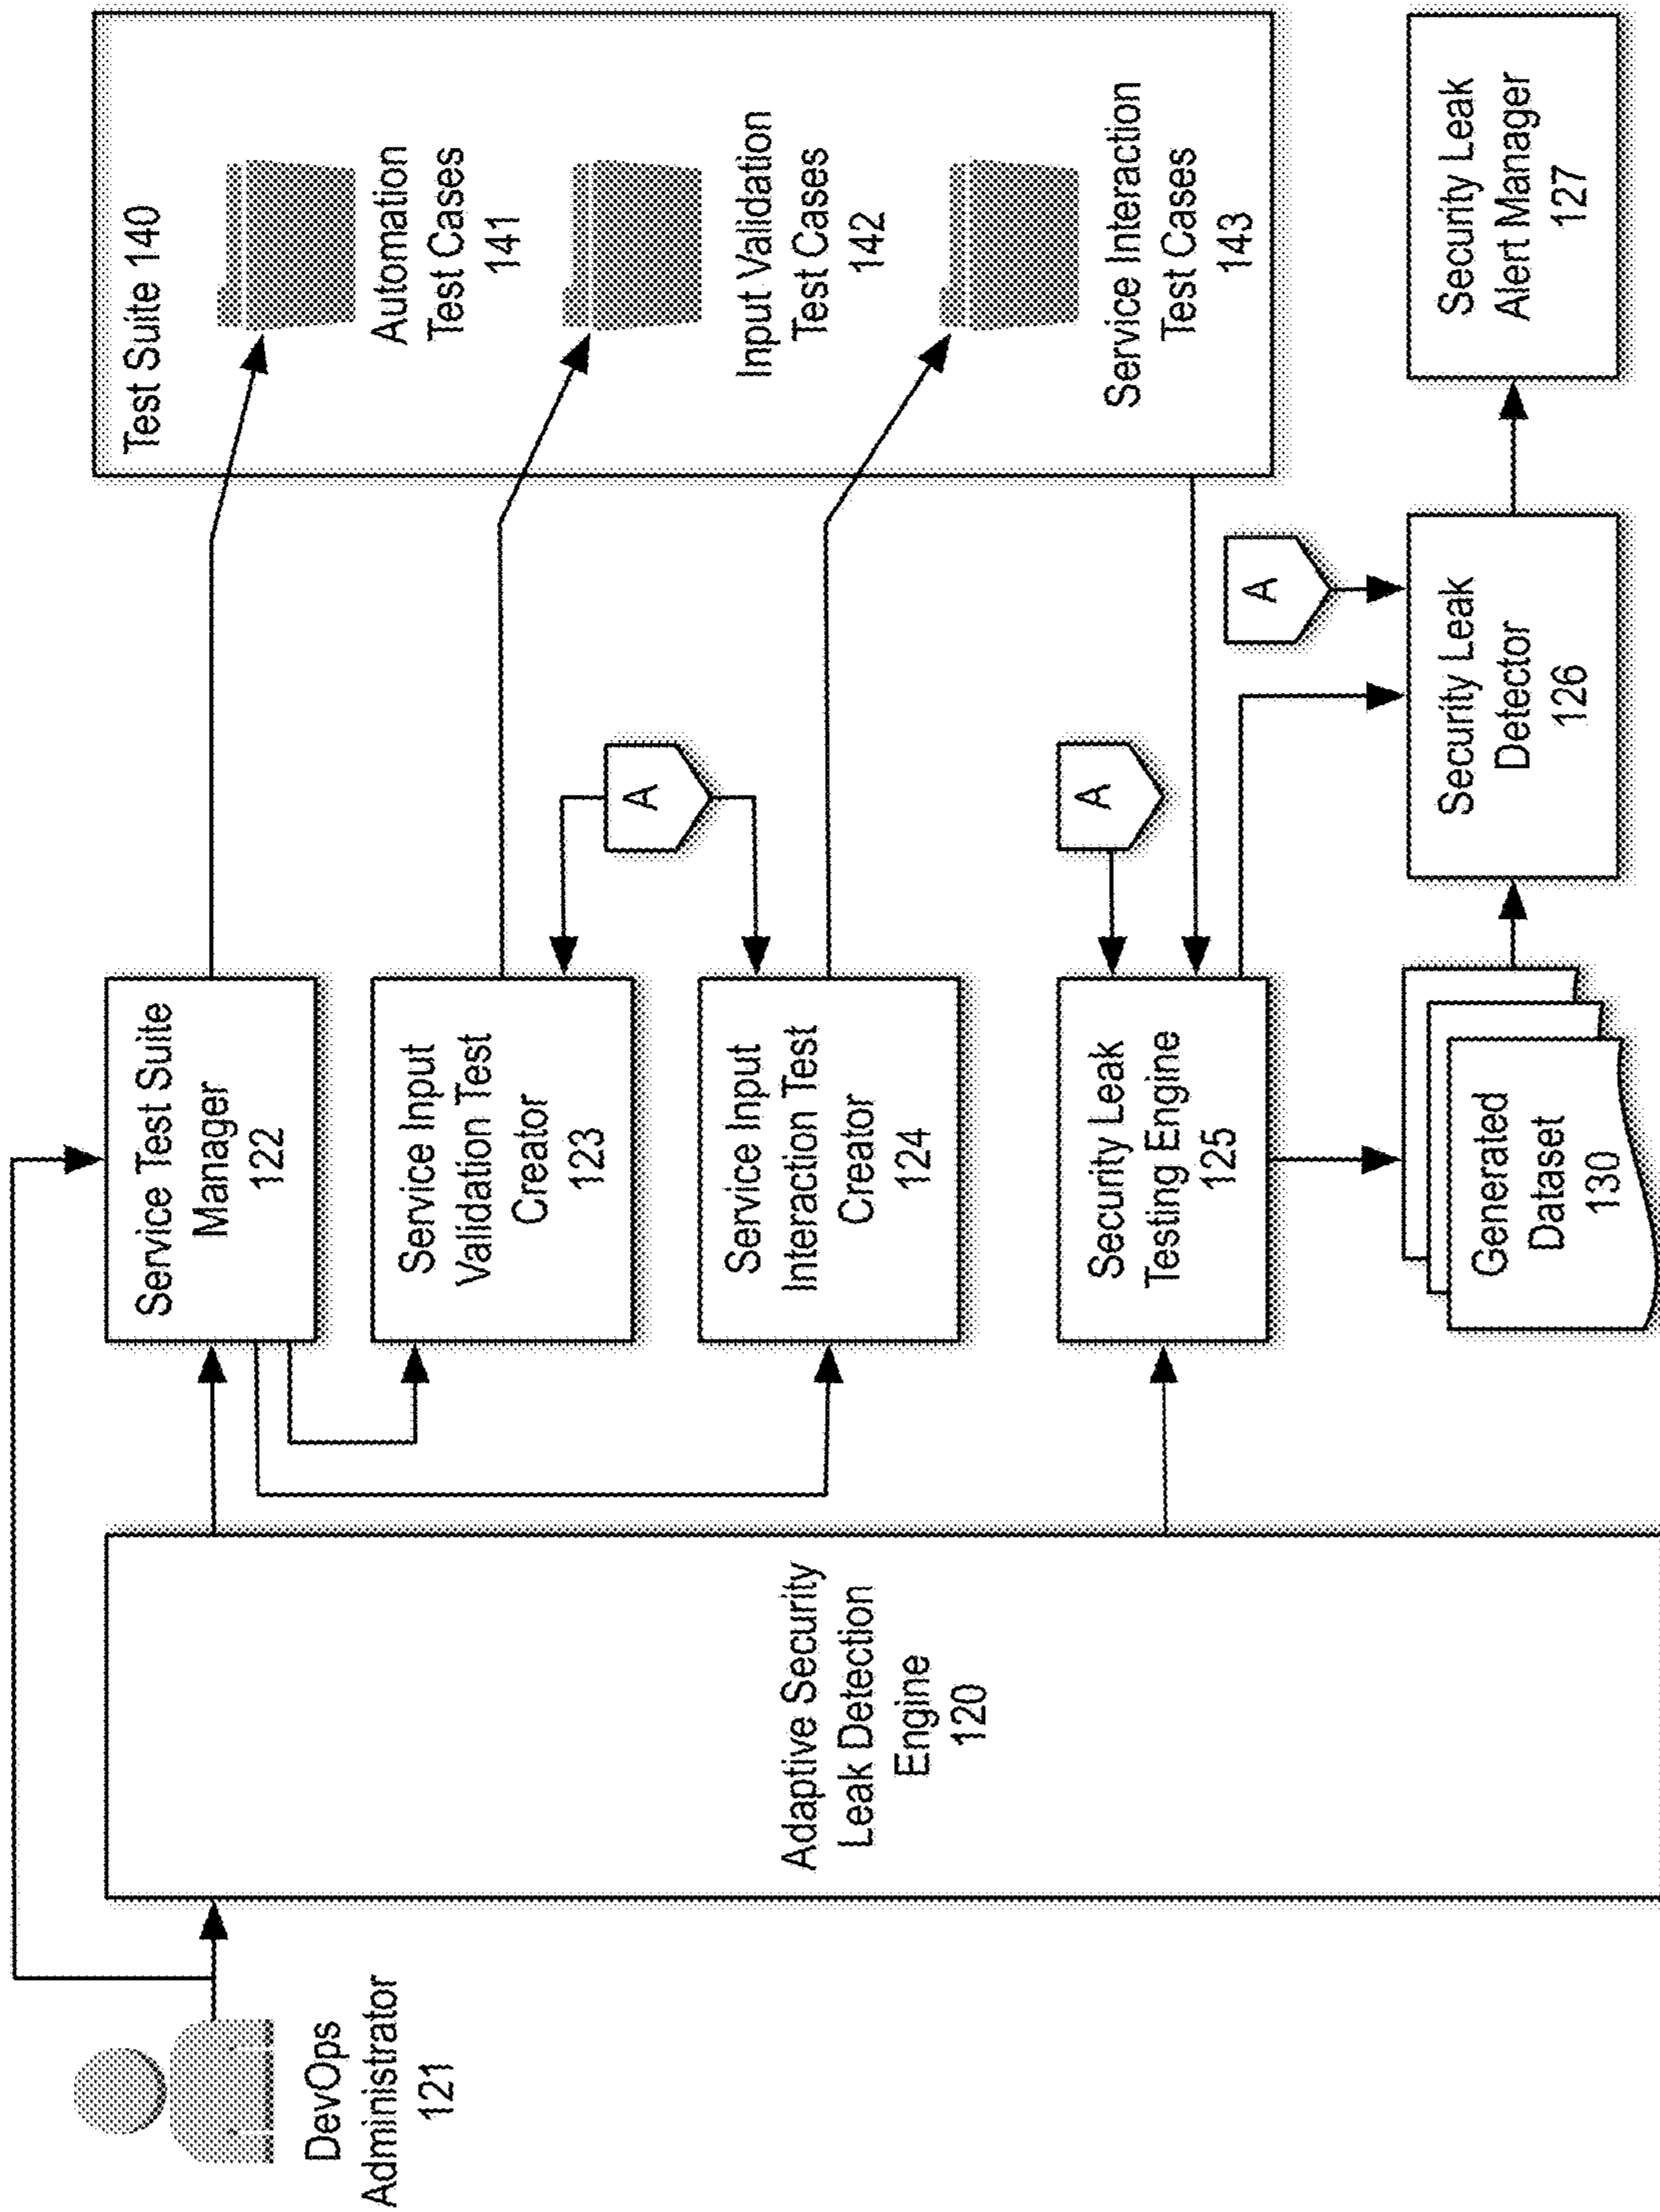 DevOps
Administrator
121
Adaptive Security
Leak Detection
Engine
120
Service Test Suite
Manager
122
Service Input
Validation Test
Creator
123
Service Input
Interaction Test
Creator
124
Security Leak
Testing Engine
125
Generated
Dataset
130
A
A
A
Security Leak
Detector
126
Security Leak
Alert Manager
127
Test Suite 140
Automation
Test Cases
141
Input Validation
Test Cases
142
Service Interaction
Test Cases
143